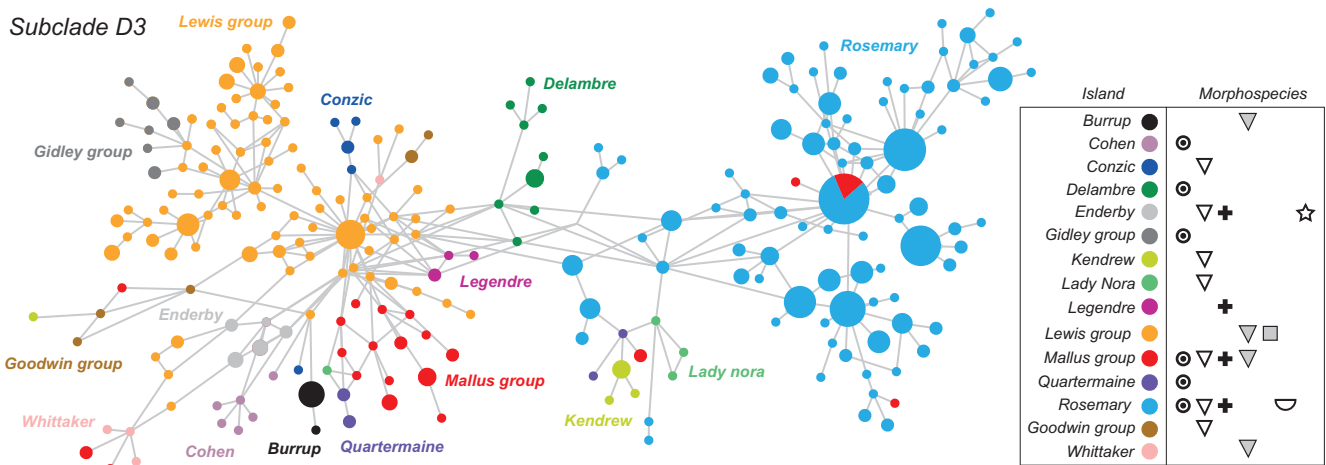 Subclade D3
Lewis group
Rosemary
Conzic
Delambre
Gidley group
Legendre
Enderby
Goodwin group
Mallus group
Lady nora
Kendrew
Whittaker
Cohen
Burrup
Quartermaine
Island Morphospecies
Burrup
Cohen
Conzic
Delambre
Enderby
Gidley group
Kendrew
Lady Nora
Legendre
Lewis group
Mallus group
Quartermaine
Rosemary
Goodwin group
Whittaker